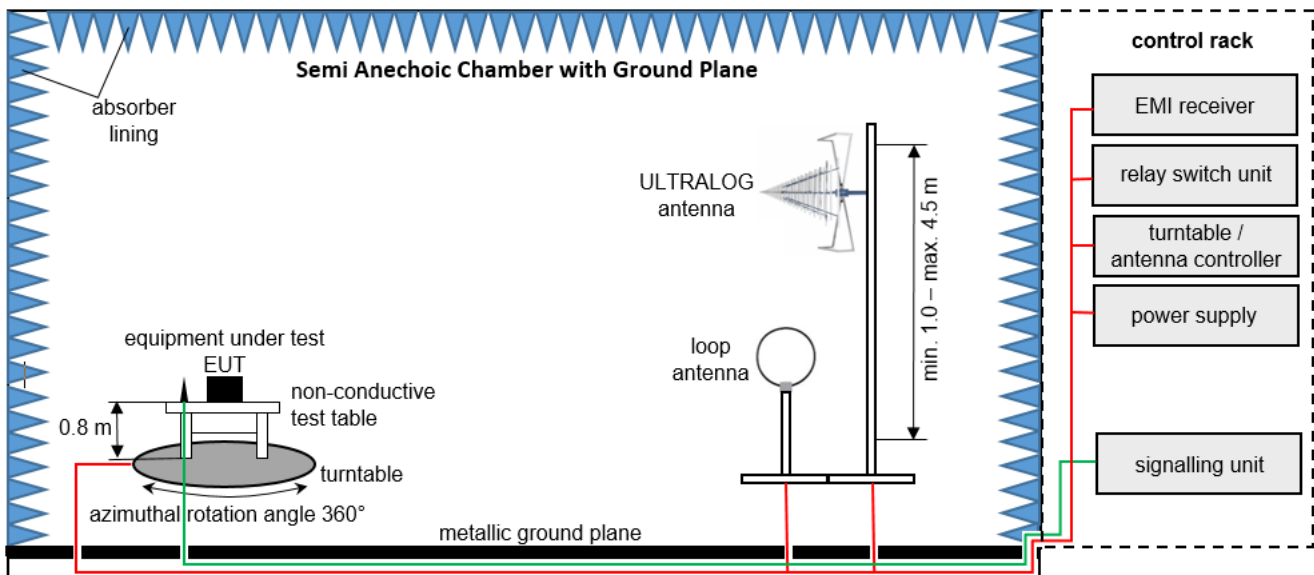 Semi Anechoic Chamber with Ground Plane
absorber
lining
ULTRALOG
antenna
min. 1.0 – max. 4.5 m
loop
antenna
equipment under test
EUT
non-conductive
test table
0.8 m
turntable
azimuthal rotation angle 360°
metallic ground plane
control rack
EMI receiver
relay switch unit
turntable /
antenna controller
power supply
signalling unit